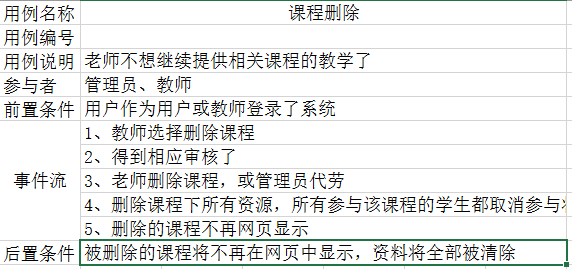 用例名称 课程删除
用例编号
用例说明 老师不想继续提供相关课程的教学了
参与者 管理员、教师
前置条件 用户作为用户或教师登录了系统
事件流
1、教师选择删除课程
2、得到相应审核了
3、老师删除课程，或管理员代劳
4、删除课程下所有资源，所有参与该课程的学生都取消参与
5、删除的课程不再网页显示
后置条件 被删除的课程将不再在网页中显示，资料将全部被清除